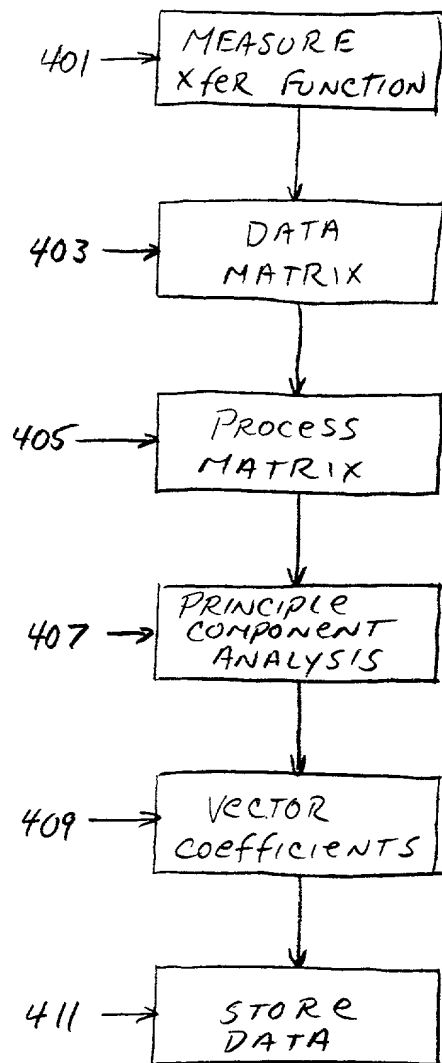 401
MEASURE
XfeR FUNCTION
403
DATA
MATRIX
405
PROCESS
MATRIX
407
PRINCIPLE
COMPONENT
ANALYSIS
409
VECTOR
COEFFICIENTS
411
STORE
DATA